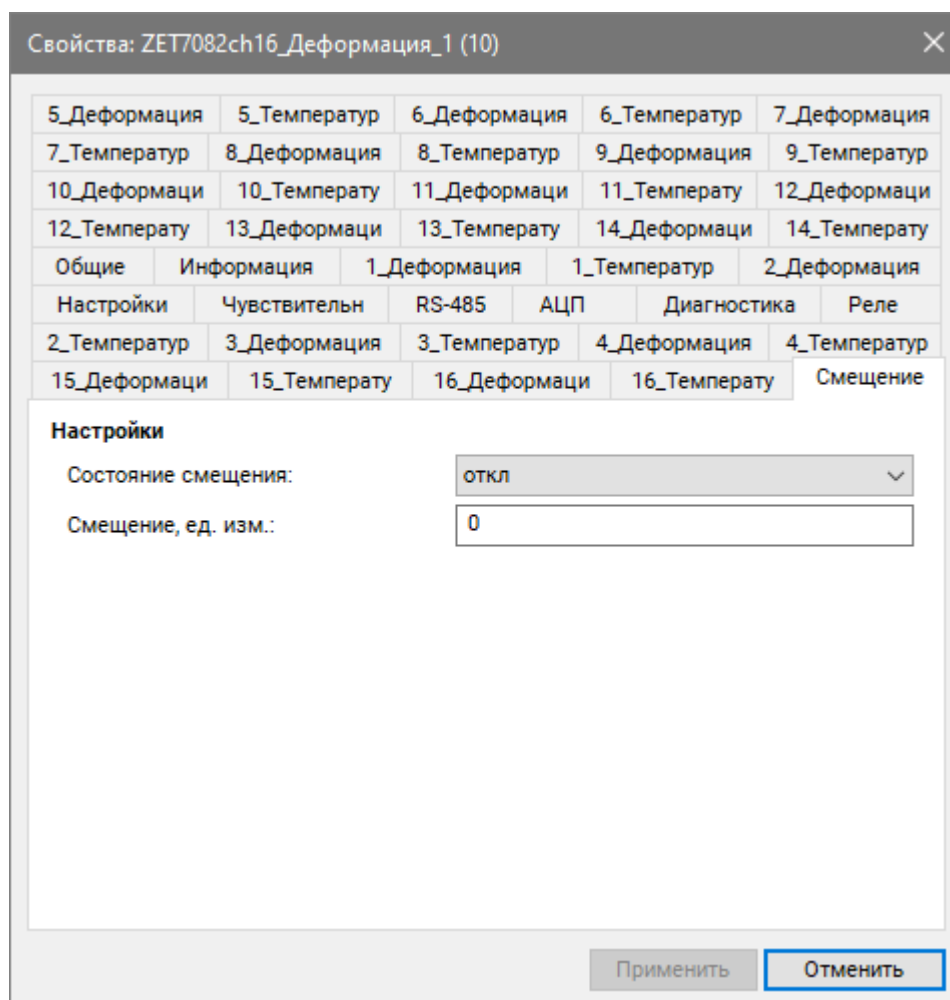 Свойства: ZET7082ch16_Деформация_1 (10)
5_Деформация 5_Температур 6_Деформация 6_Температур 7_Деформация
7_Температур 8_Деформация 8_Температур 9_Деформация 9_Температур
10_Деформаци 10_Температу 11_Деформаци 11_Температу 12_Деформаци
12_Температу 13_Деформаци 13_Температу 14_Деформаци 14_Температу
Общие Информация 1_Деформация 1_Температур 2_Деформация
Настройки Чувствительн RS-485 АЦП Диагностика Реле
2_Температур 3_Деформация 3_Температур 4_Деформация 4_Температур
15_Деформаци 15_Температу 16_Деформаци 16_Температу Смещение
Настройки
Состояние смещения: откл
Смещение, ед. изм.: 0
Применить Отменить